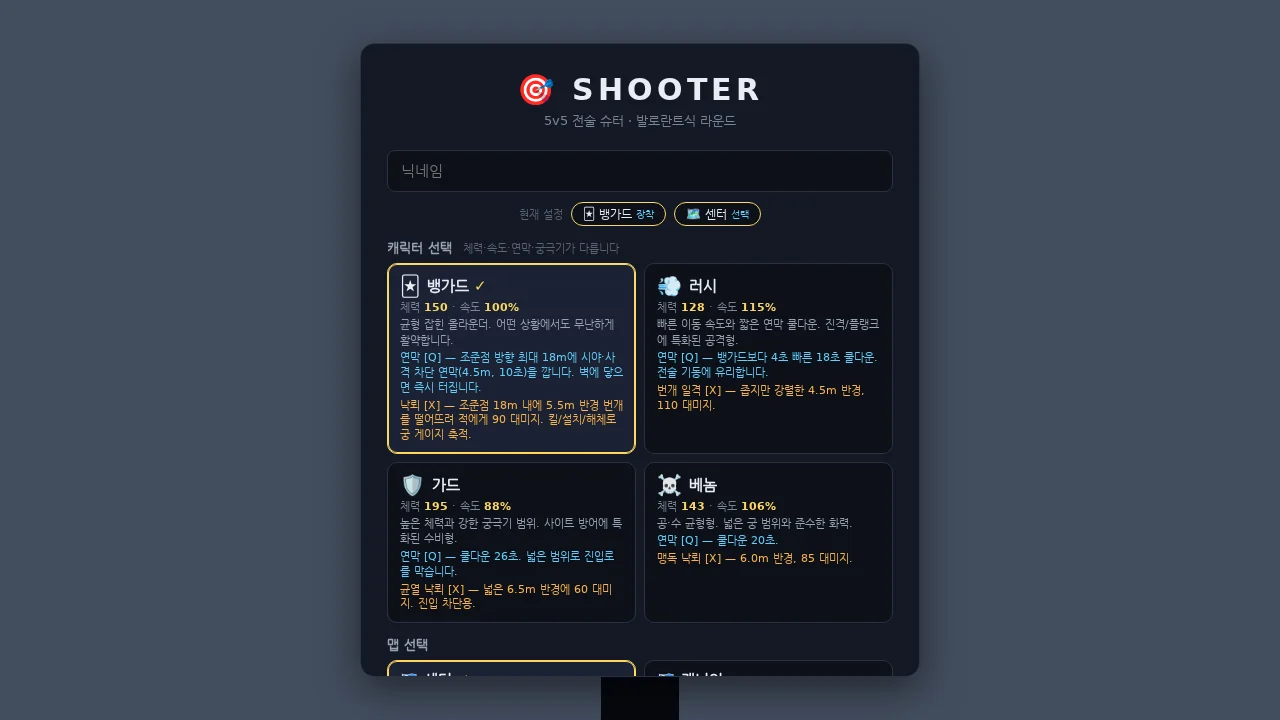 SHOOTER
5v5 전술 슈터 · 발로란트식 라운드
닉네임
현재 설정 뱅가드 장착 센터 선택
캐릭터 선택 체력·속도·연막·궁극기가 다릅니다
뱅가드 ✓
체력 150 · 속도 100%
균형 잡힌 올라운더. 어떤 상황에서도 무난하게
활약합니다.
연막 [Q] — 조준점 방향 최대 18m에 시야·사
격 차단 연막(4.5m, 10초)을 깝니다. 벽에 닿으
면 즉시 터집니다.
낙뢰 [X] — 조준점 18m 내에 5.5m 반경 번개
를 떨어뜨려 적에게 90 대미지. 킬/설치/해체로
궁 게이지 축적.
러시
체력 128 · 속도 115%
빠른 이동 속도와 짧은 연막 쿨다운. 진격/플랭크
에 특화된 공격형.
연막 [Q] — 뱅가드보다 4초 빠른 18초 쿨다운.
전술 기동에 유리합니다.
번개 일격 [X] — 좁지만 강렬한 4.5m 반경,
110 대미지.
가드
체력 195 · 속도 88%
높은 체력과 강한 궁극기 범위. 사이트 방어에 특
화된 수비형.
연막 [Q] — 쿨다운 26초. 넓은 범위로 진입로
를 막습니다.
균열 낙뢰 [X] — 넓은 6.5m 반경에 60 대미
지. 진입 차단용.
베놈
체력 143 · 속도 106%
공·수 균형형. 넓은 궁 범위와 준수한 화력.
연막 [Q] — 쿨다운 20초.
맹독 낙뢰 [X] — 6.0m 반경, 85 대미지.
맵 선택